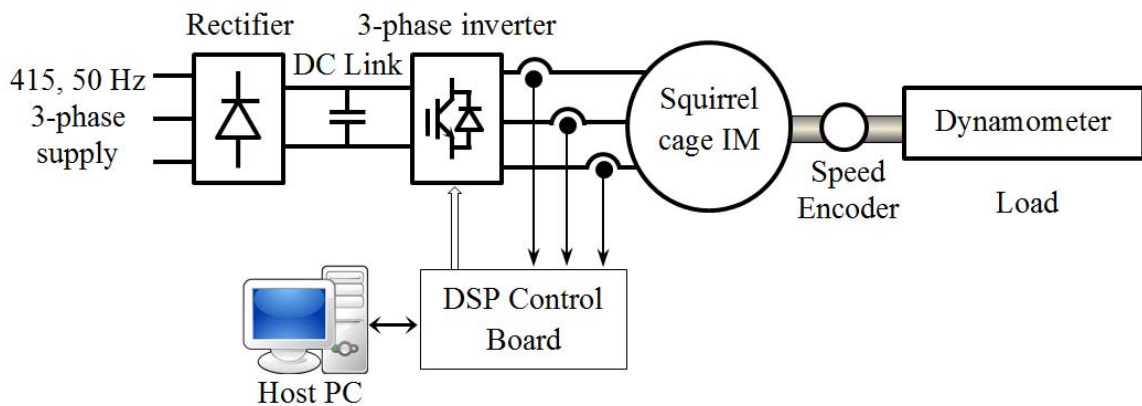 Rectifier
3-phase inverter
DC Link
415, 50 Hz
3-phase
supply
Squirrel
cage IM
Dynamometer
Speed
Encoder
Load
DSP Control
Board
Host PC